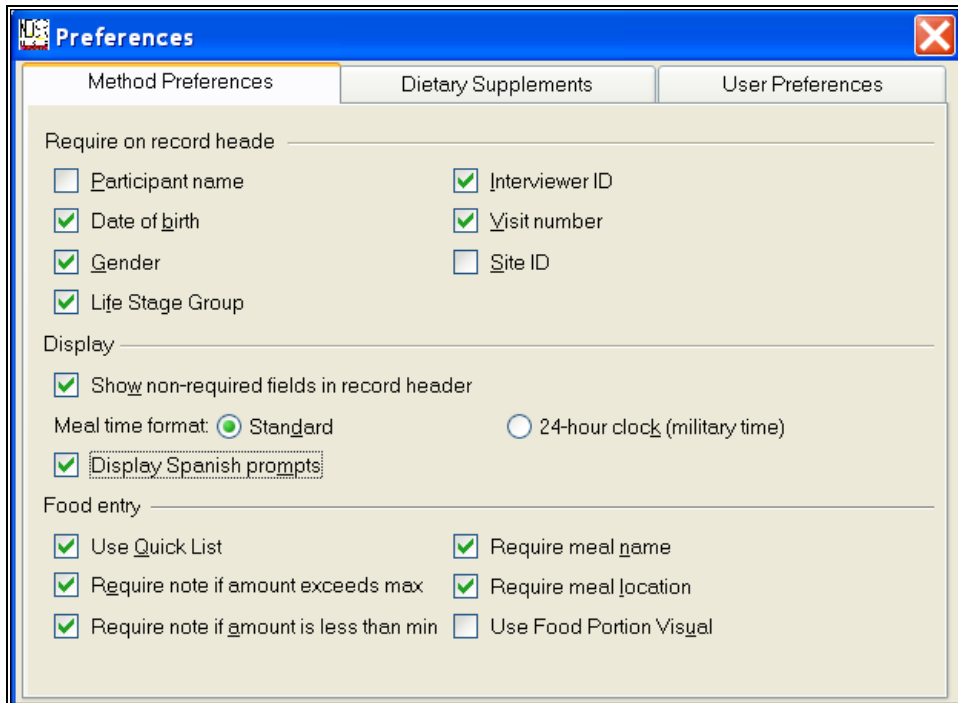 Preferences
Method Preferences Dietary Supplements User Preferences
Require on record heade
Participant name Interviewer ID
Date of birth Visit number
Gender Site ID
Life Stage Group
Display
Show non-required fields in record header
Meal time format: Standard 24-hour clock (military time)
Display Spanish prompts
Food entry
Use Quick List Require meal name
Require note if amount exceeds max Require meal location
Require note if amount is less than min Use Food Portion Visual